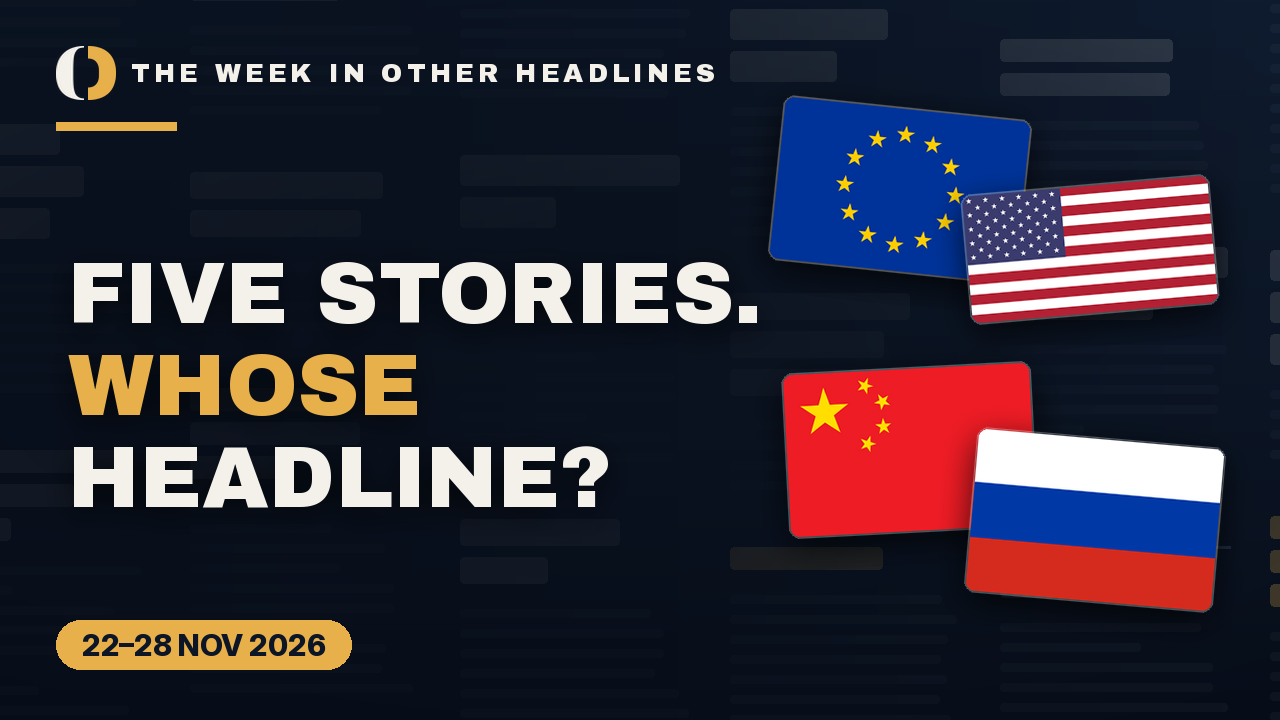 THE WEEK IN OTHER HEADLINES
FIVE STORIES.
WHOSE
HEADLINE?
22–28 NOV 2026